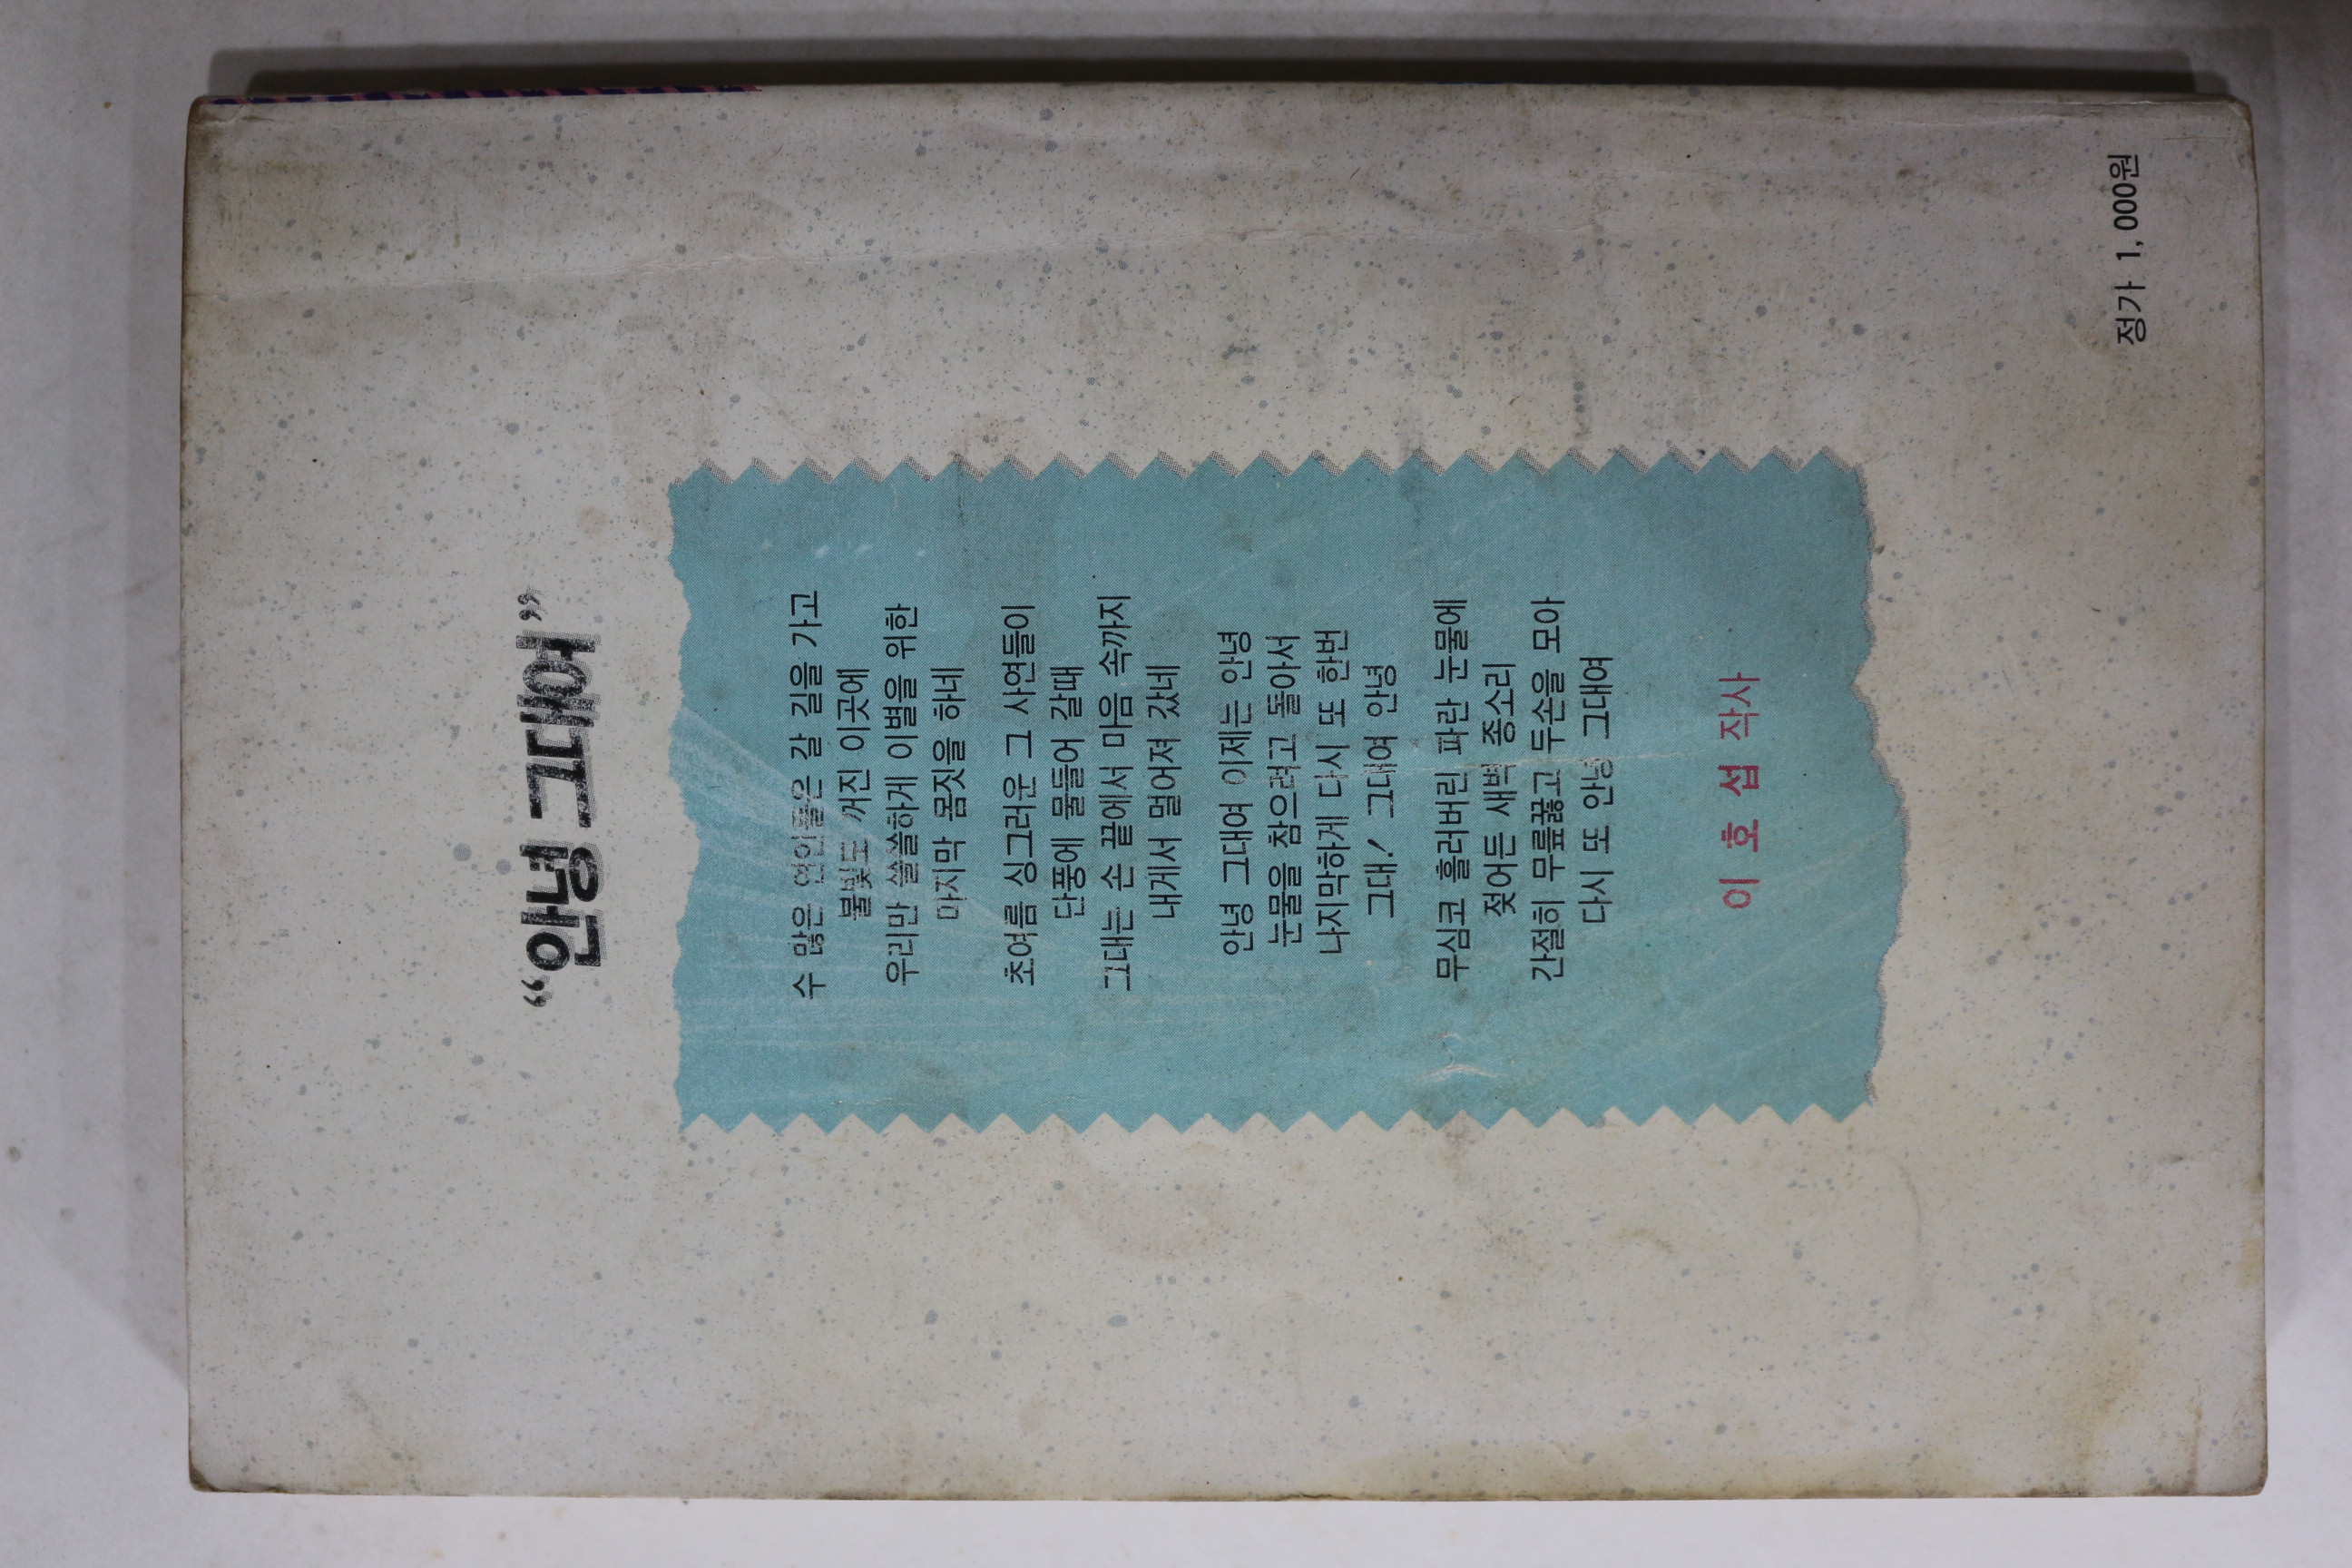 “안녕 그대여”
수 많은 연인들은 갈 길을 가고
불빛도 꺼진 이곳에
우리만 쓸쓸하게 이별을 위한
마지막 몸짓을 하네
초여름 싱그러운 그 사연들이
단풍에 물들어 갈때
그대는 손 끝에서 마음 속까지
내게서 멀어져 갔네
안녕 그대여 이제는 안녕
눈물을 참으려고 돌아서
나지막하게 다시 또 한번
그대! 그대여 안녕
무심코 흘러버린 파란 눈물에
젖어든 새벽 종소리
간절히 무릎꿇고 두손을 모아
다시 또 안녕 그대여
이 호 섭 작사
정가 1,000원